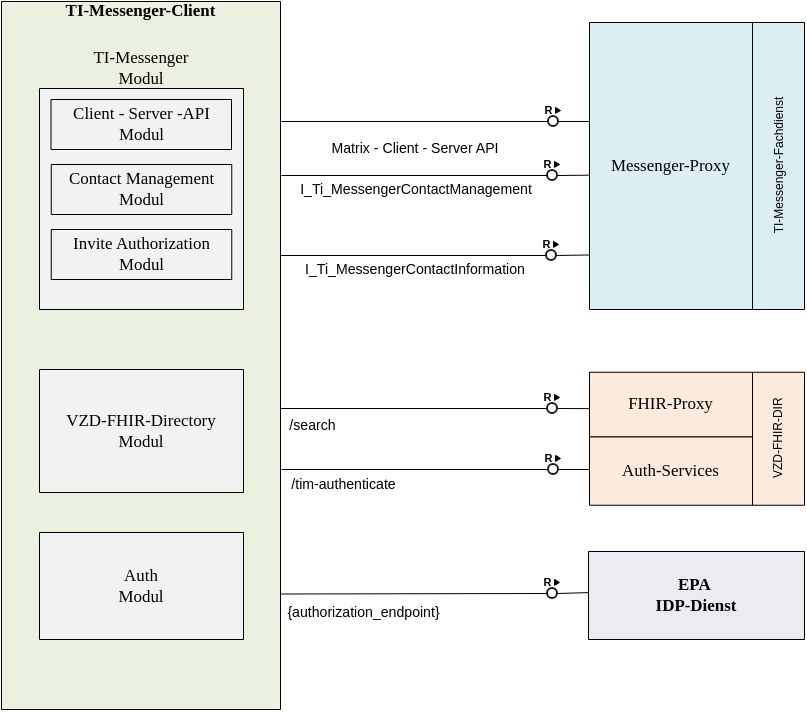 TI-Messenger-Client
TI-Messenger
Modul
Client - Server -API
Modul
Contact Management
Modul
Invite Authorization
Modul
VZD-FHIR-Directory
Modul
Auth
Modul
R
Matrix - Client - Server API
R
I_Ti_MessengerContactManagement
R
I_Ti_MessengerContactInformation
R
/search
R
/tim-authenticate
R
{authorization_endpoint}
Messenger-Proxy
TI-Messenger-Fachdienst
FHIR-Proxy
Auth-Services
VZD-FHIR-DIR
EPA
IDP-Dienst